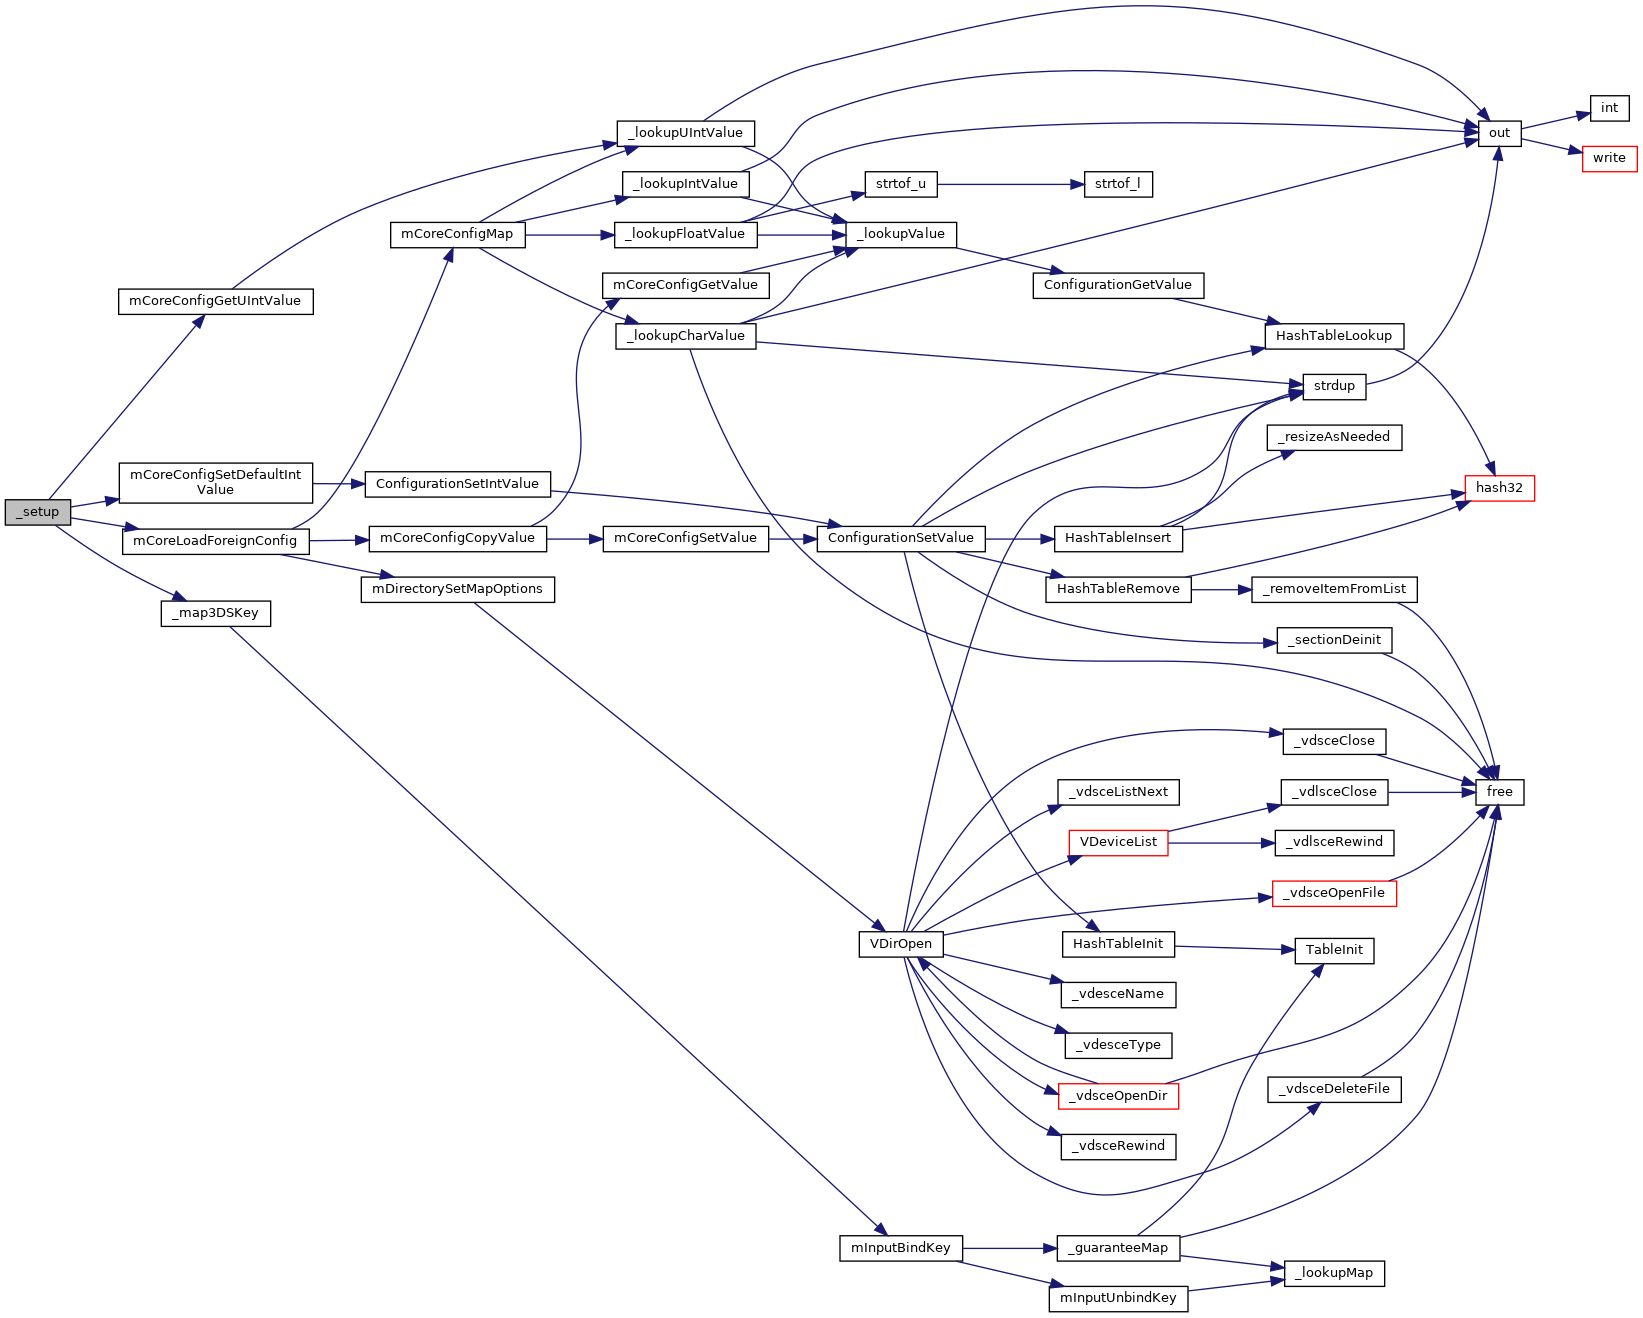 _setup
mCoreConfigGetUIntValue
mCoreConfigSetDefaultInt
Value
mCoreLoadForeignConfig
_map3DSKey
mCoreConfigMap
ConfigurationSetIntValue
mCoreConfigCopyValue
mDirectorySetMapOptions
_lookupUIntValue
_lookupIntValue
_lookupFloatValue
mCoreConfigGetValue
_lookupCharValue
mCoreConfigSetValue
strtof_u
_lookupValue
ConfigurationSetValue
VDirOpen
mInputBindKey
strtof_l
ConfigurationGetValue
HashTableInsert
HashTableRemove
_vdsceListNext
VDeviceList
HashTableInit
_vdesceName
_vdesceType
_vdsceOpenDir
_vdsceRewind
_guaranteeMap
mInputUnbindKey
HashTableLookup
strdup
_resizeAsNeeded
_removeItemFromList
_sectionDeinit
_vdsceClose
_vdlsceClose
_vdlsceRewind
_vdsceOpenFile
TableInit
_vdsceDeleteFile
_lookupMap
out
hash32
free
int
write